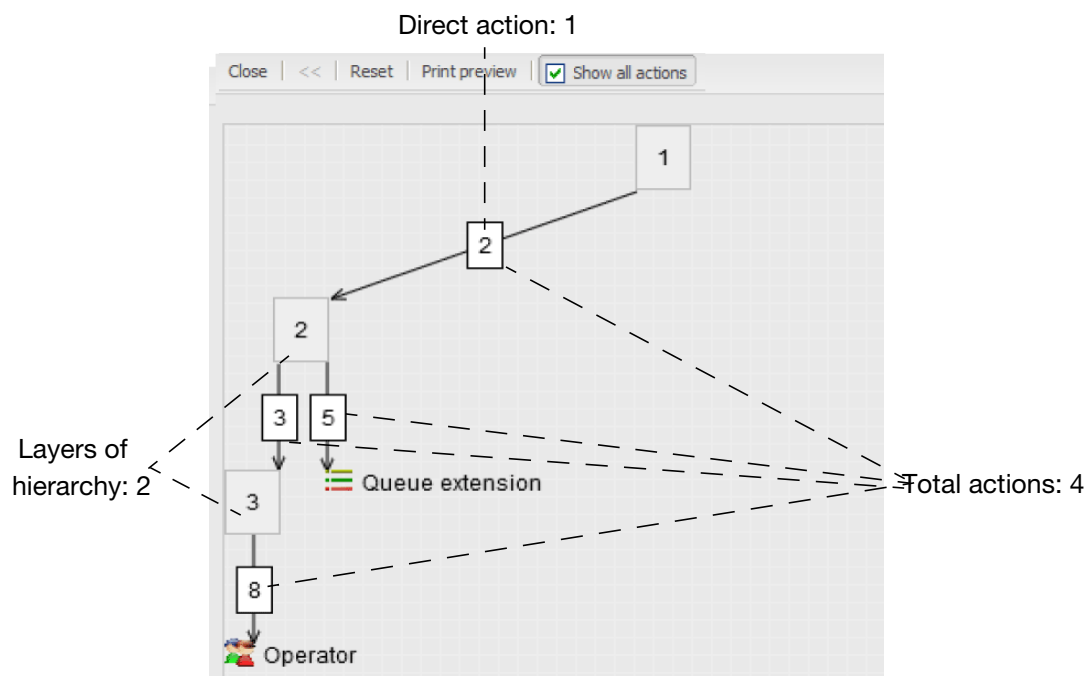 Direct action: 1
Close << Reset Print preview Show all actions
1
2
2
3 5
Layers of
hierarchy: 2
Queue extension
Total actions: 4
3
8
Operator